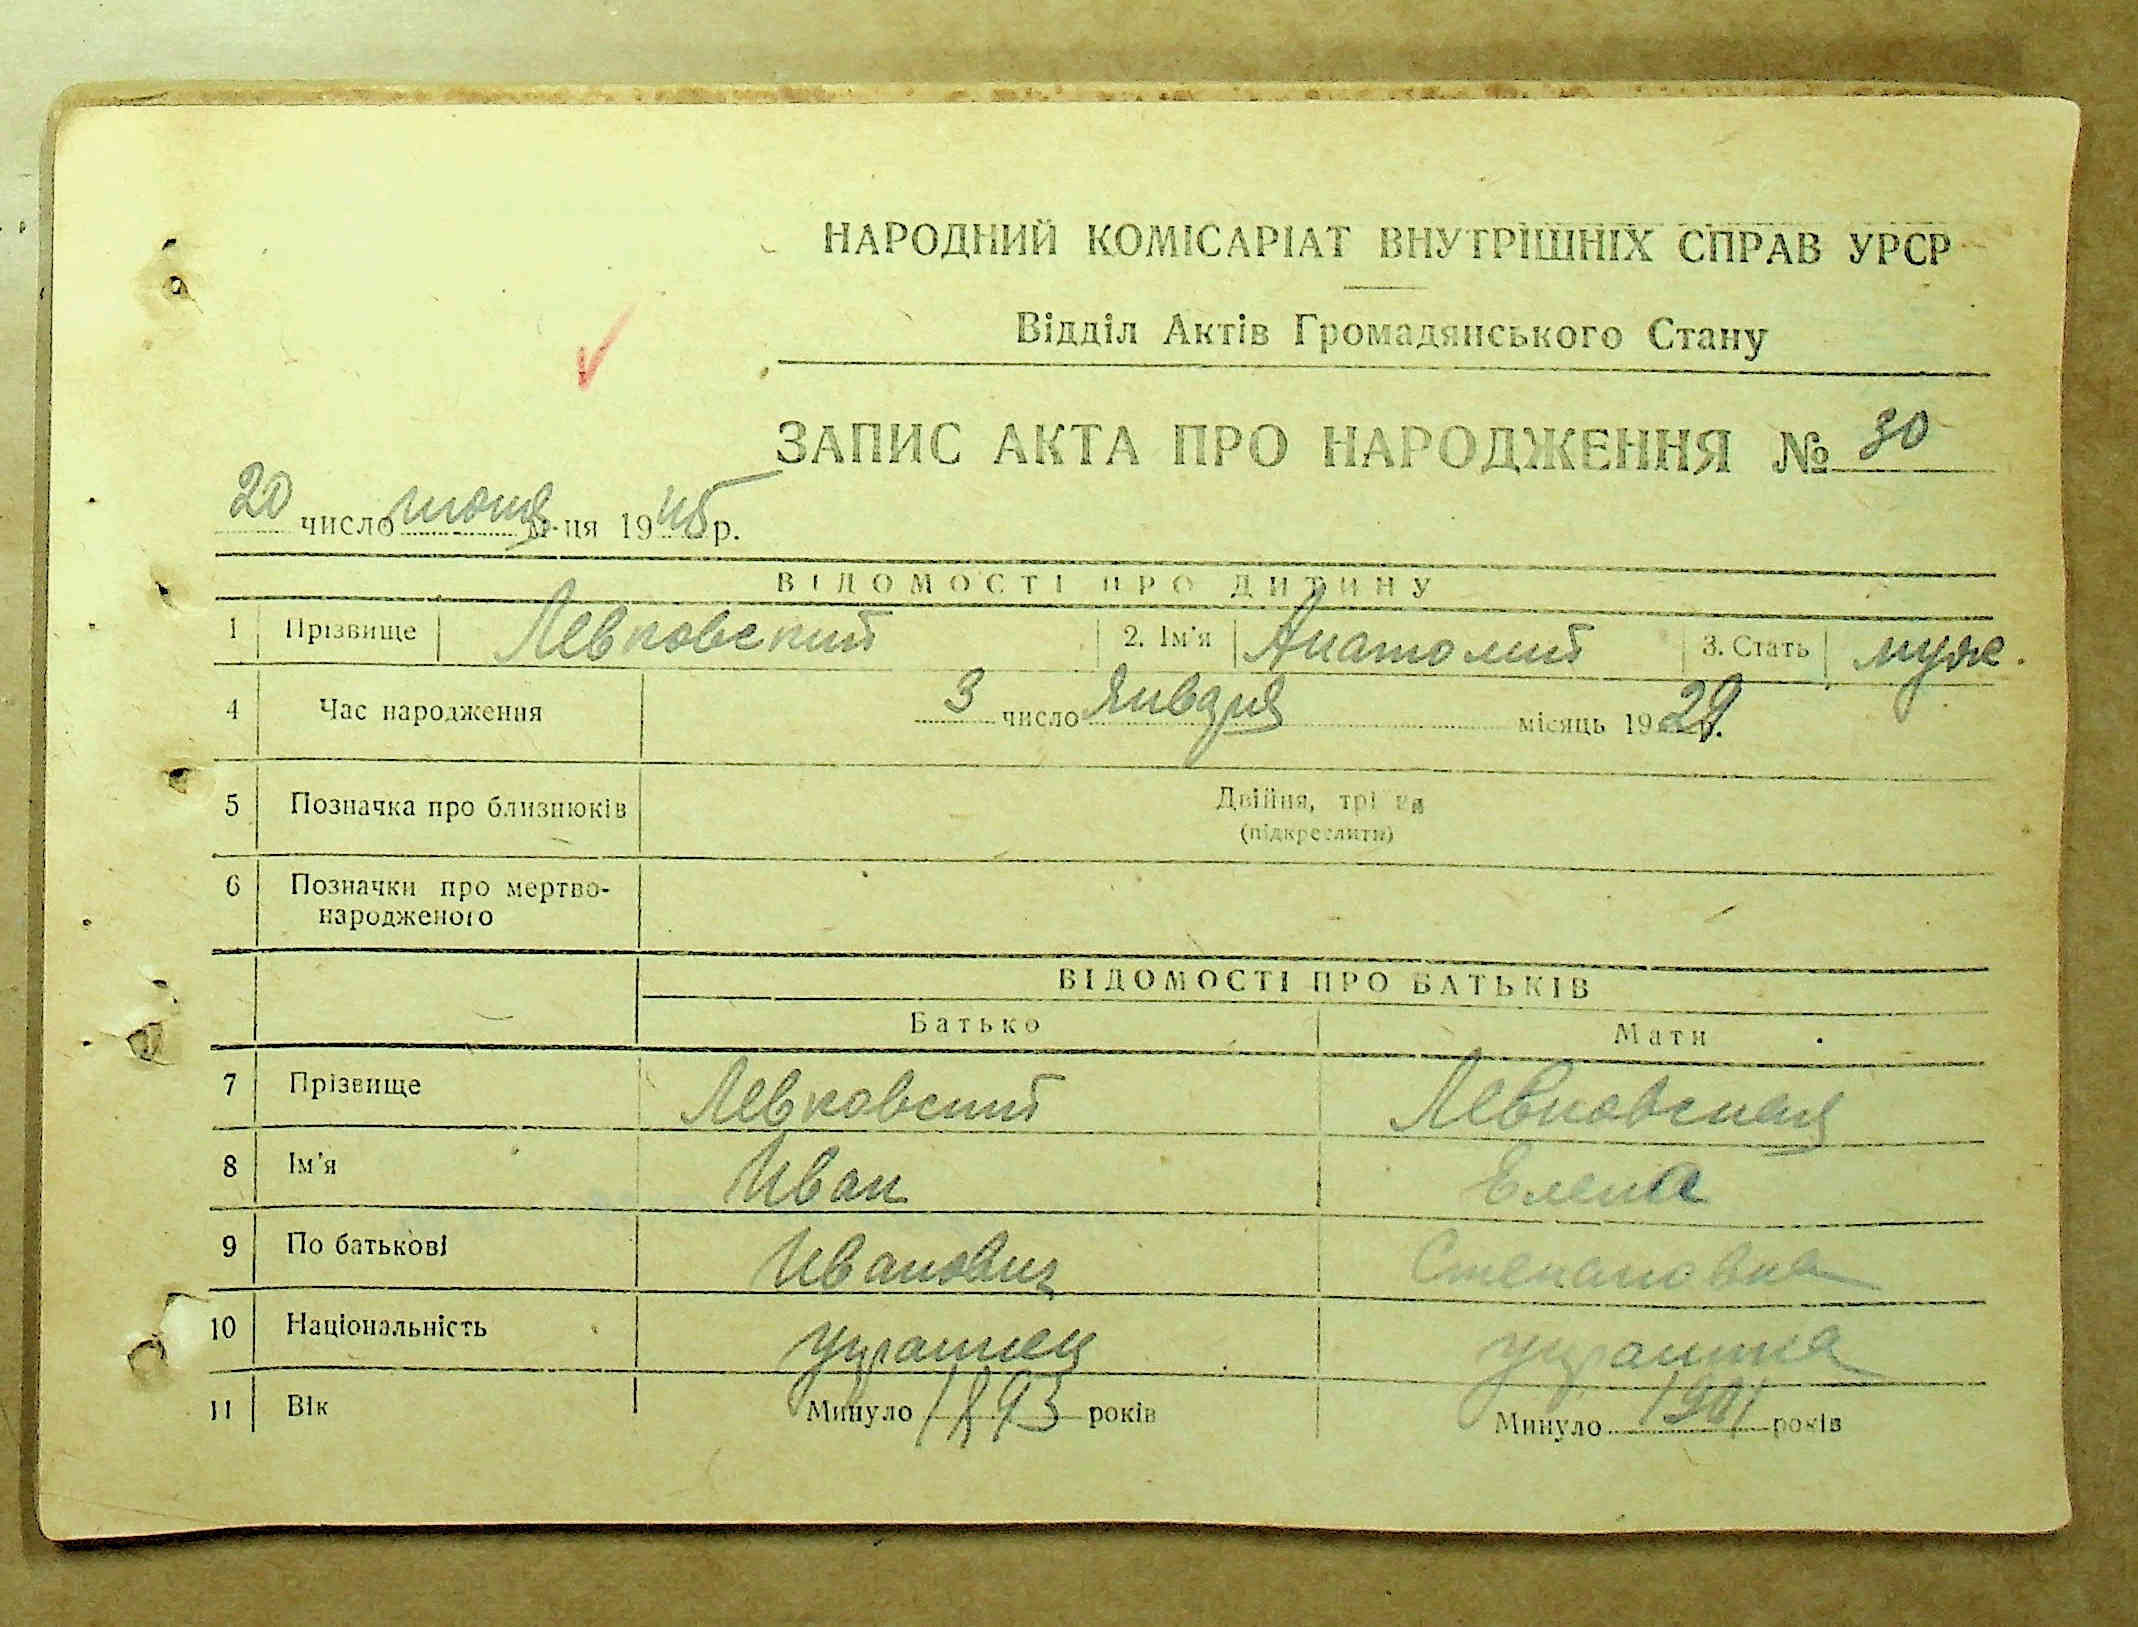 НАРОДНИЙ КОМІСАРІАТ ВНУТРІШНІХ СПРАВ УРСР
Відділ Актів Громадянського Стану
ЗАПИС АКТА ПРО НАРОДЖЕННЯ № 30
20 число июня м-ця 1945 р.
ВІДОМОСТІ ПРО ДИТИНУ
1 Прізвище Левковский 2. Ім'я Анатолий 3. Стать муж.
4 Час народження 3 число Января місяць 1929 р.
5 Позначка про близнюків Двійня, трійня
(підкреслити)
6 Позначки про мертво-
народженого
ВІДОМОСТІ ПРО БАТЬКІВ
Батько Мати
7 Прізвище Левковский Левковская
8 Ім'я Иван Елена
9 По батькові Иванович Степановна
10 Національність украинец украинка
11 Вік Минуло 1893 років Минуло 1901 років